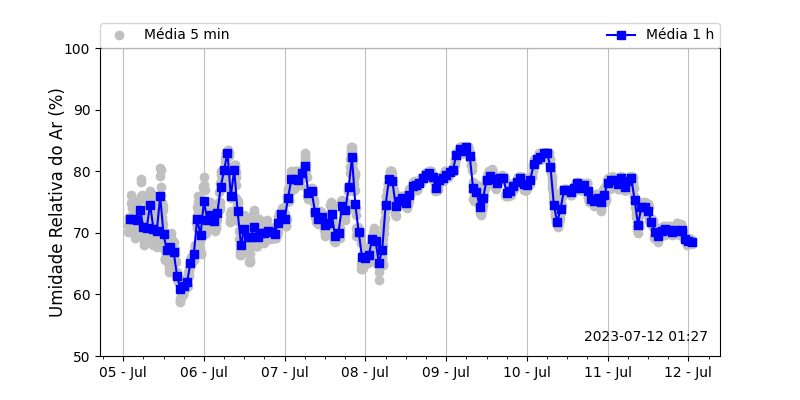 Média 5 min Média 1 h
100
90
80
70
60
50
Umidade Relativa do Ar (%)
2023-07-12 01:27
05 - Jul 06 - Jul 07 - Jul 08 - Jul 09 - Jul 10 - Jul 11 - Jul 12 - Jul